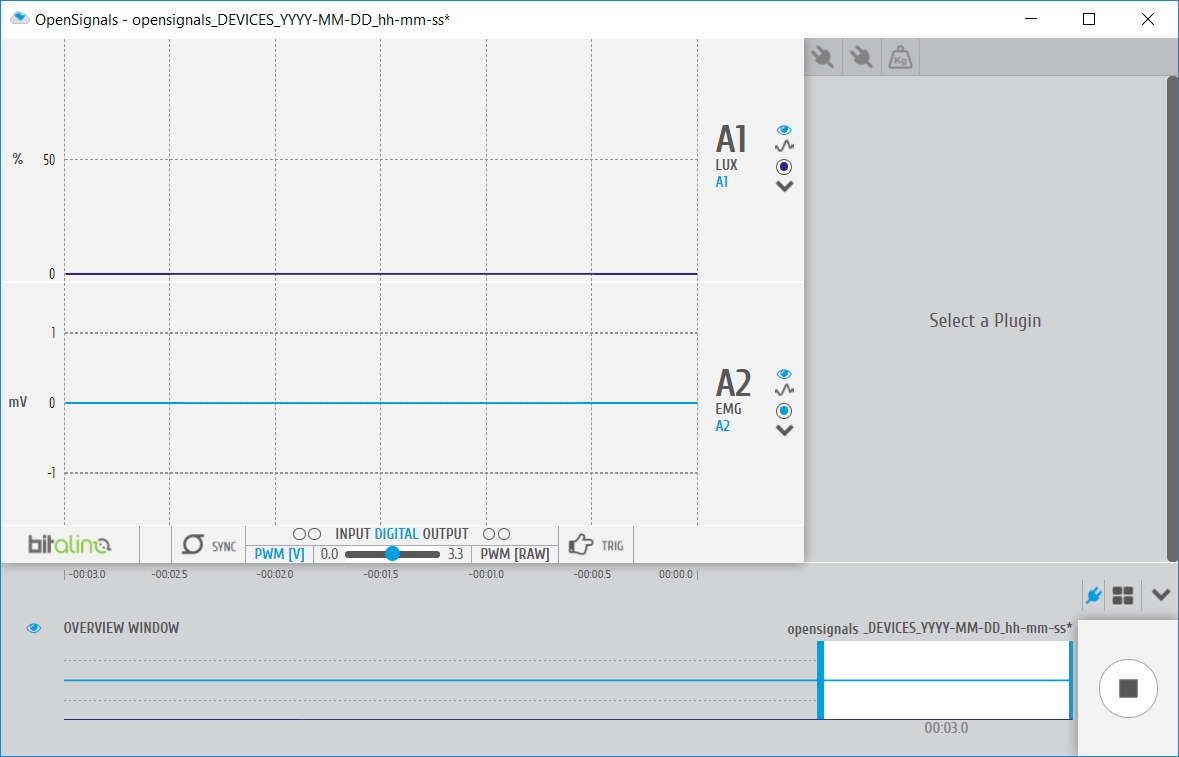 OpenSignals - opensignals_DEVICES_YYYY-MM-DD_hh-mm-ss*
Kg
% 50
0
A1
LUX
A1
Select a Plugin
1
mV 0
-1
A2
EMG
A2
bitalino
SYNC
INPUT DIGITAL OUTPUT
PWM [V] 0.0 3.3 PWM [RAW]
TRIG
-00:03.0 -00:02.5 -00:02.0 -00:01.5 -00:01.0 -00:00.5 00:00.0
OVERVIEW WINDOW
opensignals _DEVICES_YYYY-MM-DD_hh-mm-ss*
00:03.0